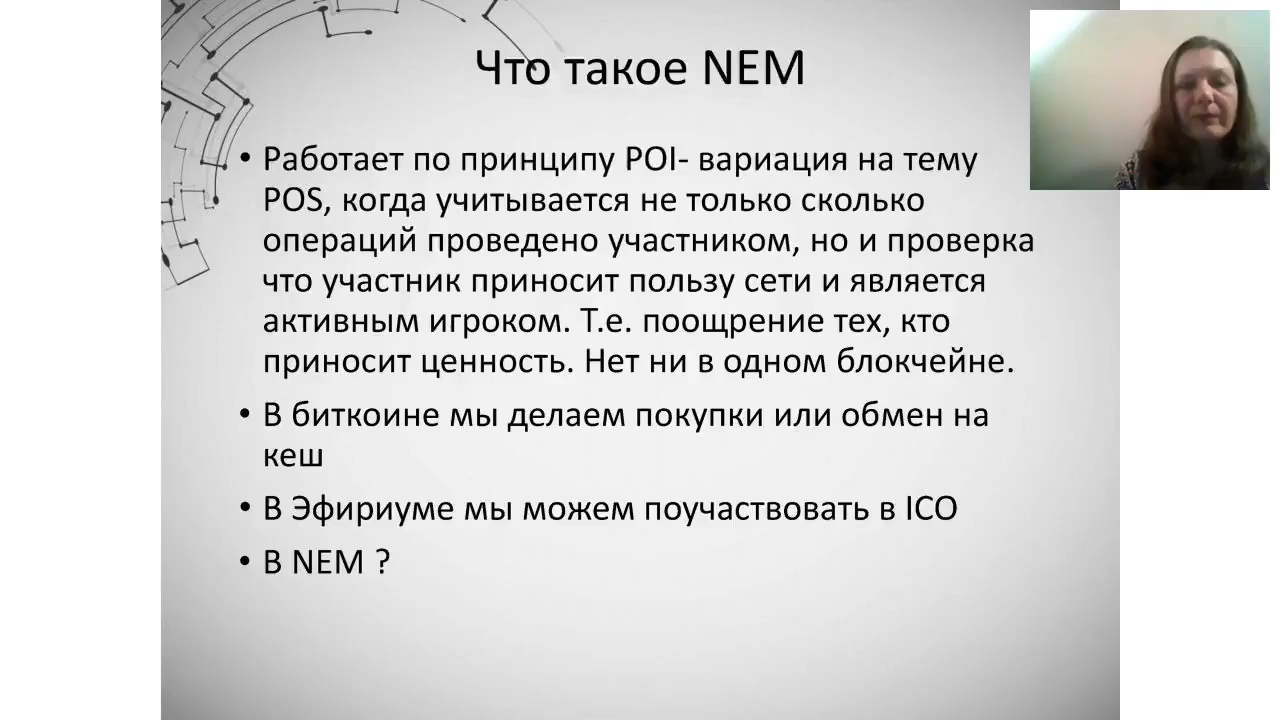 Что такое NEM
• Работает по принципу POI- вариация на тему
POS, когда учитывается не только сколько
операций проведено участником, но и проверка
что участник приносит пользу сети и является
активным игроком. Т.е. поощрение тех, кто
приносит ценность. Нет ни в одном блокчейне.
• В биткоине мы делаем покупки или обмен на
кеш
• В Эфириуме мы можем поучаствовать в ICO
• В NEM ?